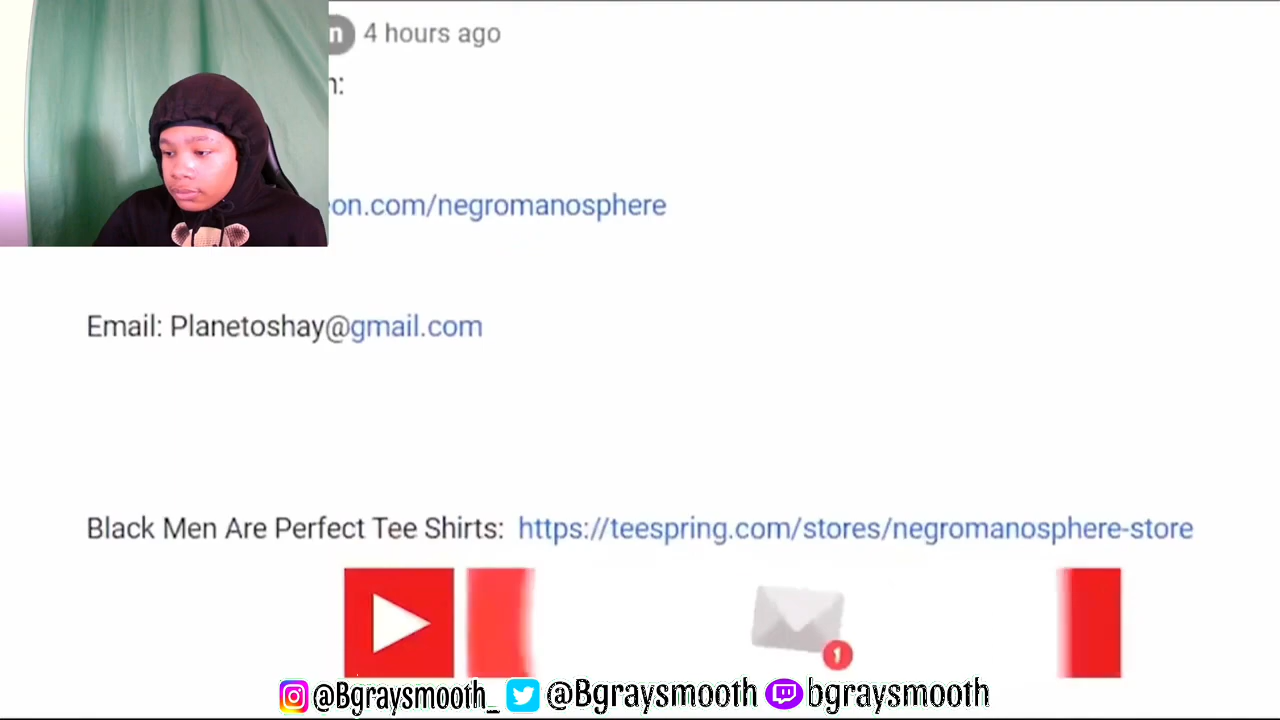 n 4 hours ago
n:
eon.com/negromanosphere
Email: Planetoshay@gmail.com
Black Men Are Perfect Tee Shirts: https://teespring.com/stores/negromanosphere-store
1
@Bgraysmooth_ @Bgraysmooth bgraysmooth